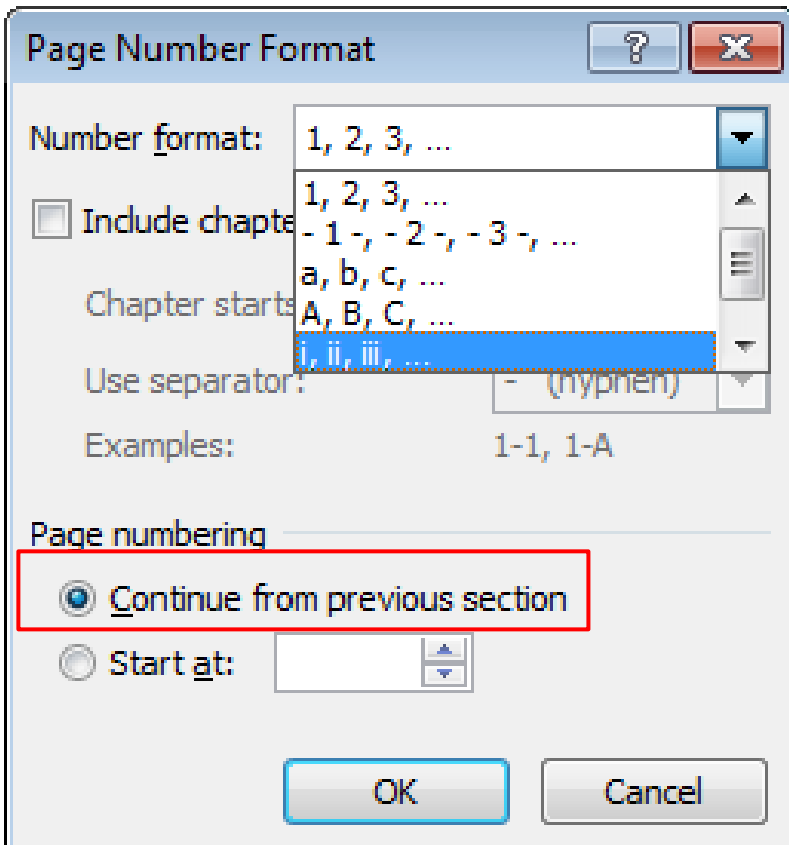 Page Number Format
Number format: 1, 2, 3, ...
1, 2, 3, ...
Include chapte
- 1 -, - 2 -, - 3 -, ...
a, b, c, ...
Chapter starts
A, B, C, ...
i, ii, iii, ...
Use separator: - (hyphen)
Examples: 1-1, 1-A
Page numbering
Continue from previous section
Start at:
OK Cancel